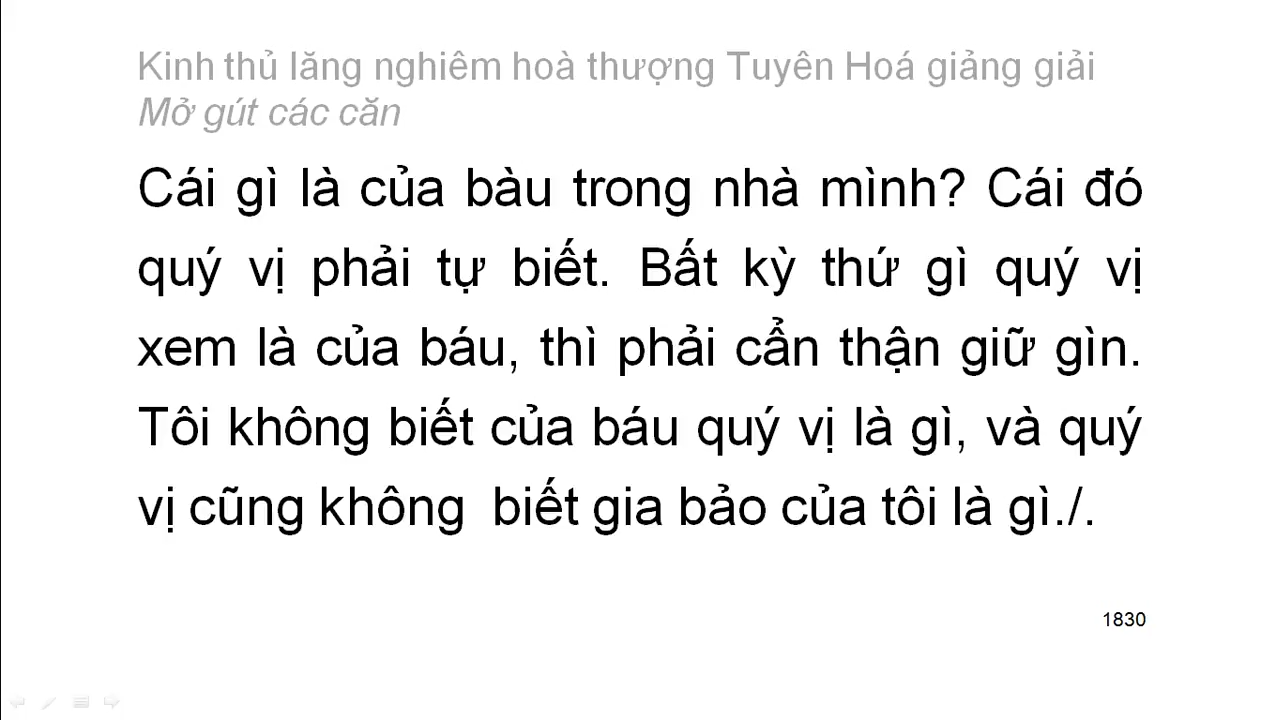 Kinh thủ lăng nghiêm hoà thượng Tuyên Hoá giảng giải
Mở gút các căn
Cái gì là của bàu trong nhà mình? Cái đó
quý vị phải tự biết. Bất kỳ thứ gì quý vị
xem là của báu, thì phải cẩn thận giữ gìn.
Tôi không biết của báu quý vị là gì, và quý
vị cũng không biết gia bảo của tôi là gì./.
1830